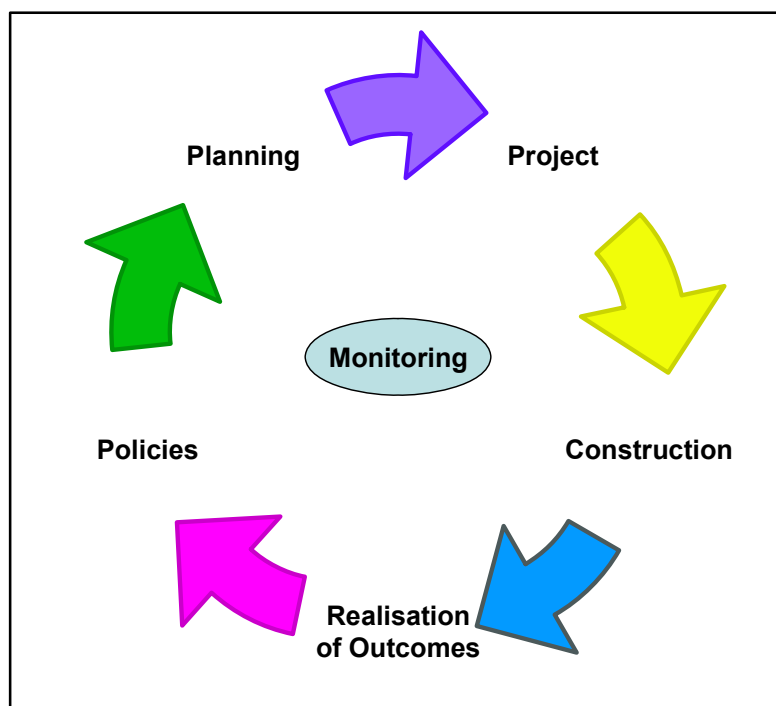 Planning
Project
Monitoring
Policies
Construction
Realisation
of Outcomes